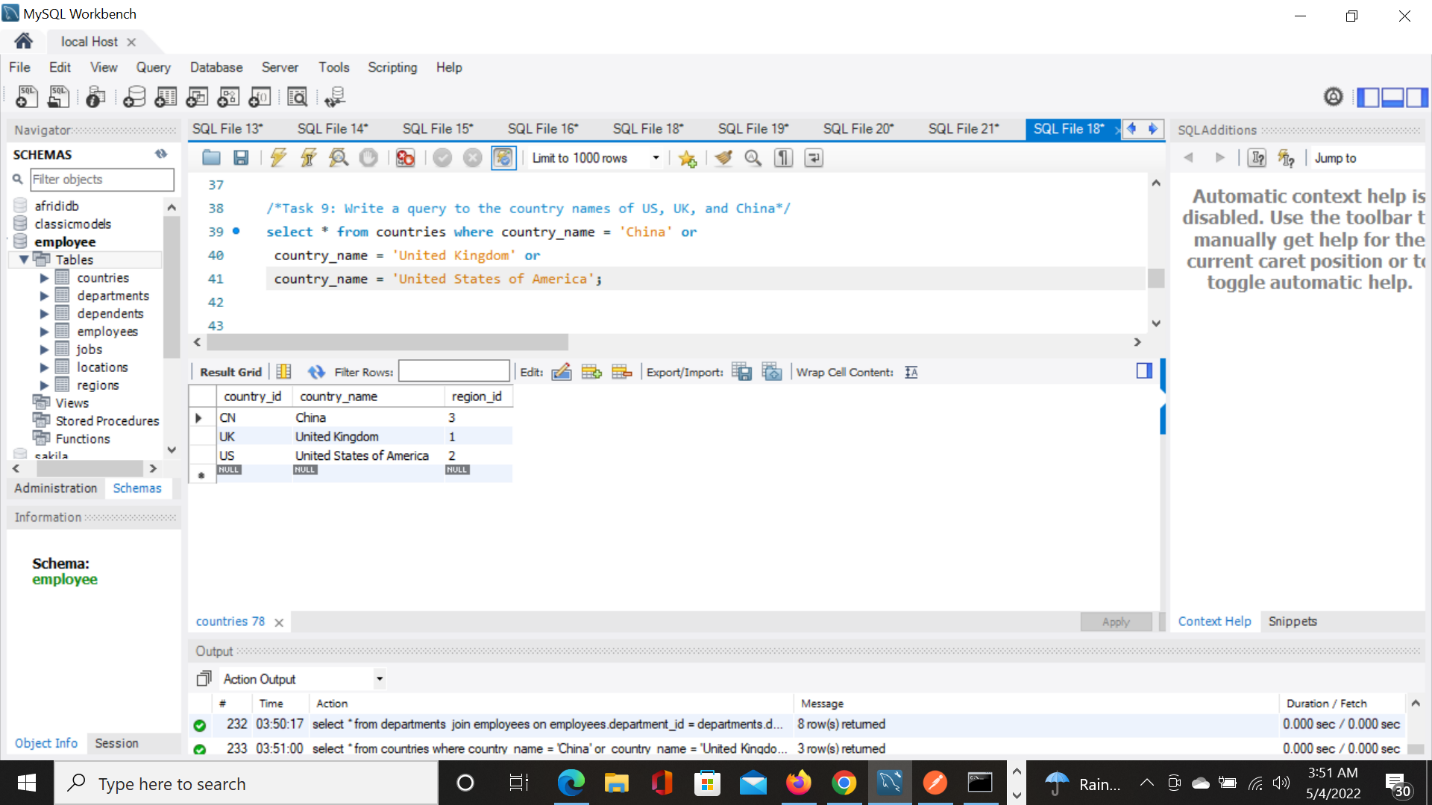 MySQL Workbench
local Host
File Edit View Query Database Server Tools Scripting Help
Navigator
SCHEMAS
Filter objects
afrididb
classicmodels
employee
Tables
countries
departments
dependents
employees
jobs
locations
regions
Views
Stored Procedures
Functions
sakila
Administration Schemas
Information
Schema:
employee
Object Info Session
SQL File 13* SQL File 14* SQL File 15* SQL File 16* SQL File 18* SQL File 19* SQL File 20* SQL File 21* SQL File 18*
Limit to 1000 rows
37
38 /*Task 9: Write a query to the country names of US, UK, and China*/
39 select * from countries where country_name = 'China' or
40 country_name = 'United Kingdom' or
41 country_name = 'United States of America';
42
43
Result Grid Filter Rows: Edit: Export/Import: Wrap Cell Content:
country_id country_name region_id
CN China 3
UK United Kingdom 1
US United States of America 2
NULL NULL NULL
countries 78
Apply
Output
Action Output
# Time Action Message Duration / Fetch
232 03:50:17 select * from departments join employees on employees.department_id = departments.d... 8 row(s) returned 0.000 sec / 0.000 sec
233 03:51:00 select * from countries where country_name = 'China' or country_name = 'United Kingdo... 3 row(s) returned 0.000 sec / 0.000 sec
SQLAdditions
Jump to
Automatic context help is
disabled. Use the toolbar t
manually get help for the
current caret position or to
toggle automatic help.
Context Help Snippets
Type here to search
Rain...
3:51 AM
5/4/2022
30